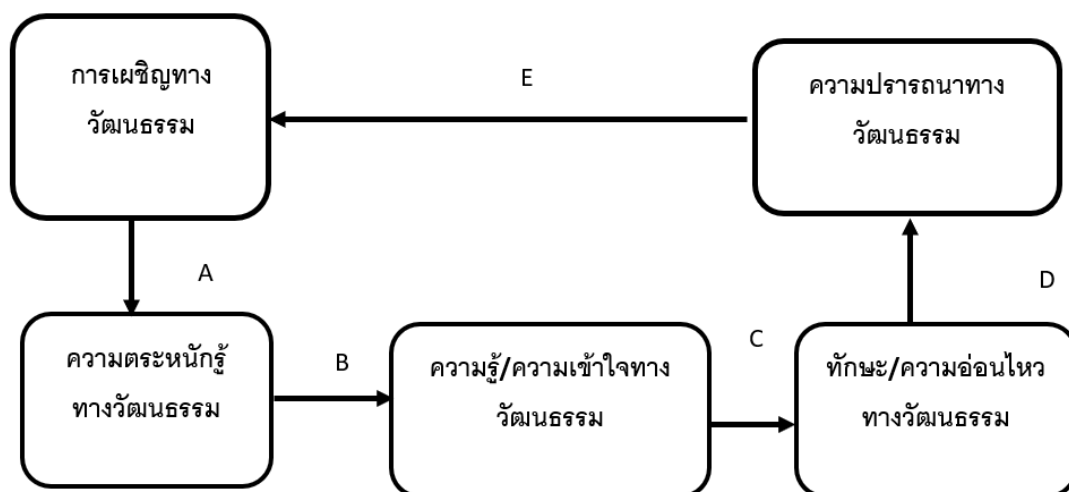 การเผชิญทาง
วัฒนธรรม
E
ความปรารถนาทาง
วัฒนธรรม
A
D
ความตระหนักรู้
ทางวัฒนธรรม
B
ความรู้/ความเข้าใจทาง
วัฒนธรรม
C
ทักษะ/ความอ่อนไหว
ทางวัฒนธรรม